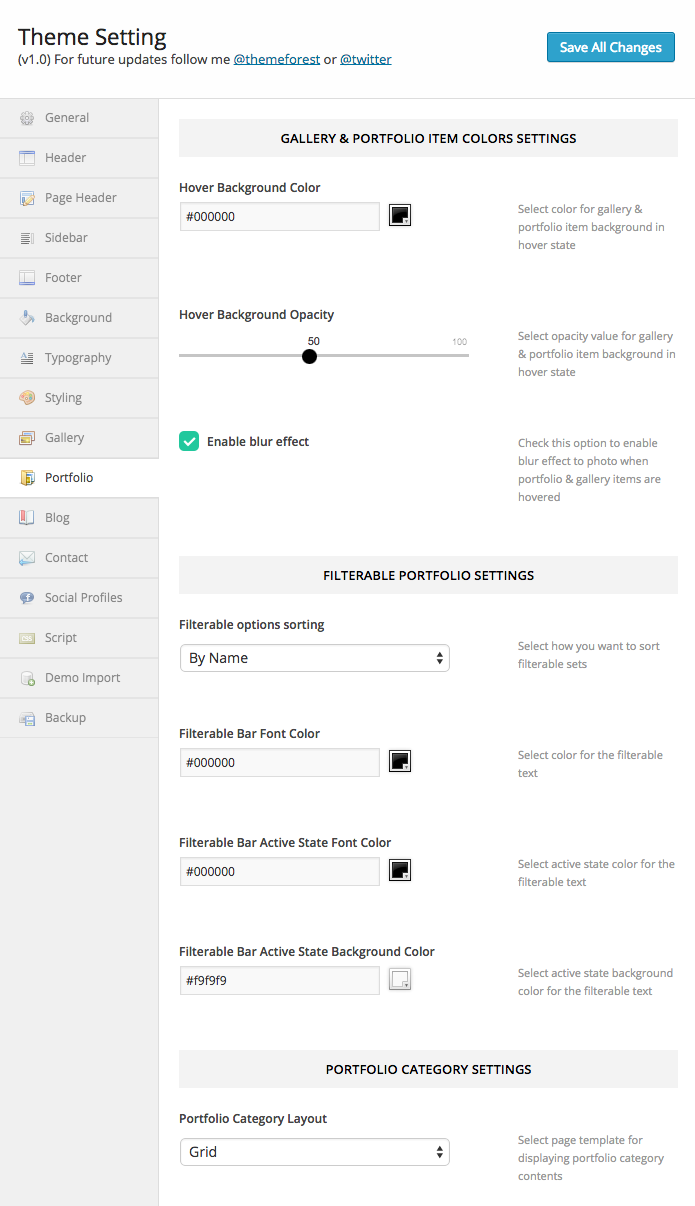 Theme Setting
(v1.0) For future updates follow me @themeforest or @twitter
Save All Changes
General
Header
Page Header
Sidebar
Footer
Background
Typography
Styling
Gallery
Portfolio
Blog
Contact
Social Profiles
Script
Demo Import
Backup
GALLERY & PORTFOLIO ITEM COLORS SETTINGS
Hover Background Color
#000000
Select color for gallery &
portfolio item background in
hover state
Hover Background Opacity
50
100
Select opacity value for gallery
& portfolio item background in
hover state
Enable blur effect
Check this option to enable
blur effect to photo when
portfolio & gallery items are
hovered
FILTERABLE PORTFOLIO SETTINGS
Filterable options sorting
By Name
Select how you want to sort
filterable sets
Filterable Bar Font Color
#000000
Select color for the filterable
text
Filterable Bar Active State Font Color
#000000
Select active state color for the
filterable text
Filterable Bar Active State Background Color
#f9f9f9
Select active state background
color for the filterable text
PORTFOLIO CATEGORY SETTINGS
Portfolio Category Layout
Grid
Select page template for
displaying portfolio category
contents